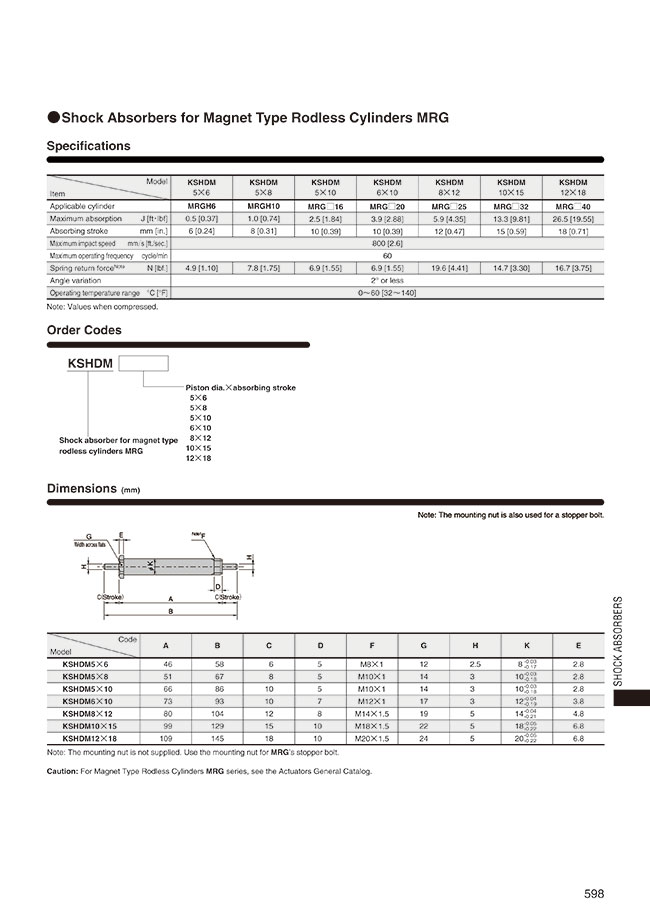 ●Shock Absorbers for Magnet Type Rodless Cylinders MRG
Specifications
Item Model KSHDM 5×6 KSHDM 5×8 KSHDM 5×10 KSHDM 6×10 KSHDM 8×12 KSHDM 10×15 KSHDM 12×18
Applicable cylinder MRGH6 MRGH10 MRG□16 MRG□20 MRG□25 MRG□32 MRG□40
Maximum absorption J [ft·lbf] 0.5 [0.37] 1.0 [0.74] 2.5 [1.84] 3.9 [2.88] 5.9 [4.35] 13.3 [9.81] 26.5 [19.55]
Absorbing stroke mm [in.] 6 [0.24] 8 [0.31] 10 [0.39] 10 [0.39] 12 [0.47] 15 [0.59] 18 [0.71]
Maximum impact speed mm/s [ft./sec.] 800 [2.6]
Maximum operating frequency cycle/min 60
Spring return force Note N [lbf.] 4.9 [1.10] 7.8 [1.75] 6.9 [1.55] 6.9 [1.55] 19.6 [4.41] 14.7 [3.30] 16.7 [3.75]
Angle variation 2° or less
Operating temperature range °C [°F] 0～60 [32～140]
Note: Values when compressed.
Order Codes
KSHDM
Piston dia.×absorbing stroke
5×6
5×8
5×10
6×10
8×12
10×15
12×18
Shock absorber for magnet type
rodless cylinders MRG
Dimensions (mm)
Note: The mounting nut is also used for a stopper bolt.
G
Width across flats
E
Note F
H
φK
H
D
C(Stroke)
A
C(Stroke)
B
Model Code A B C D F G H K E
KSHDM5×6 46 58 6 5 M8×1 12 2.5 8 -0.03 -0.17 2.8
KSHDM5×8 51 67 8 5 M10×1 14 3 10 -0.03 -0.18 2.8
KSHDM5×10 66 86 10 5 M10×1 14 3 10 -0.03 -0.18 2.8
KSHDM6×10 73 93 10 7 M12×1 17 3 12 -0.04 -0.19 3.8
KSHDM8×12 80 104 12 8 M14×1.5 19 5 14 -0.04 -0.21 4.8
KSHDM10×15 99 129 15 10 M18×1.5 22 5 18 -0.05 -0.22 6.8
KSHDM12×18 109 145 18 10 M20×1.5 24 5 20 -0.05 -0.22 6.8
Note: The mounting nut is not supplied. Use the mounting nut for MRG's stopper bolt.
Caution: For Magnet Type Rodless Cylinders MRG series, see the Actuators General Catalog.
SHOCK ABSORBERS
598